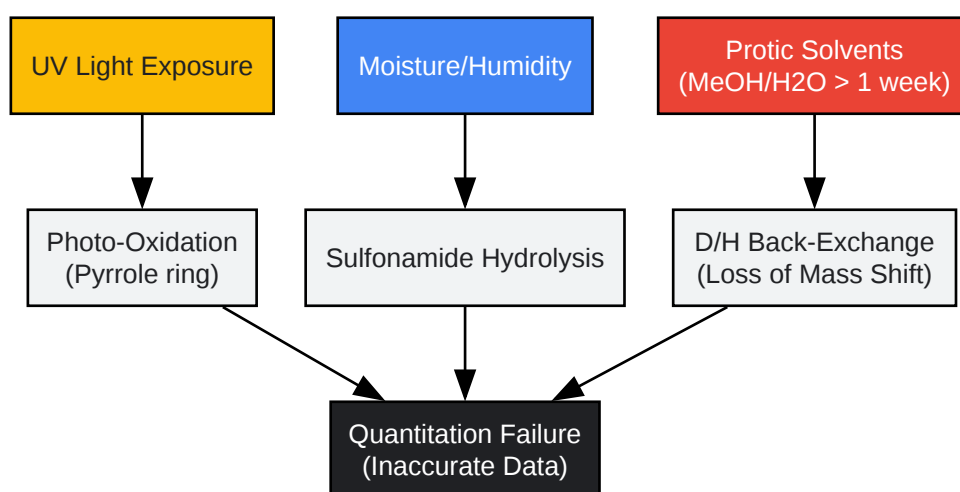 UV Light Exposure
Moisture/Humidity
Protic Solvents
(MeOH/H2O > 1 week)
Photo-Oxidation
(Pyrrole ring)
Sulfonamide Hydrolysis
D/H Back-Exchange
(Loss of Mass Shift)
Quantitation Failure
(Inaccurate Data)